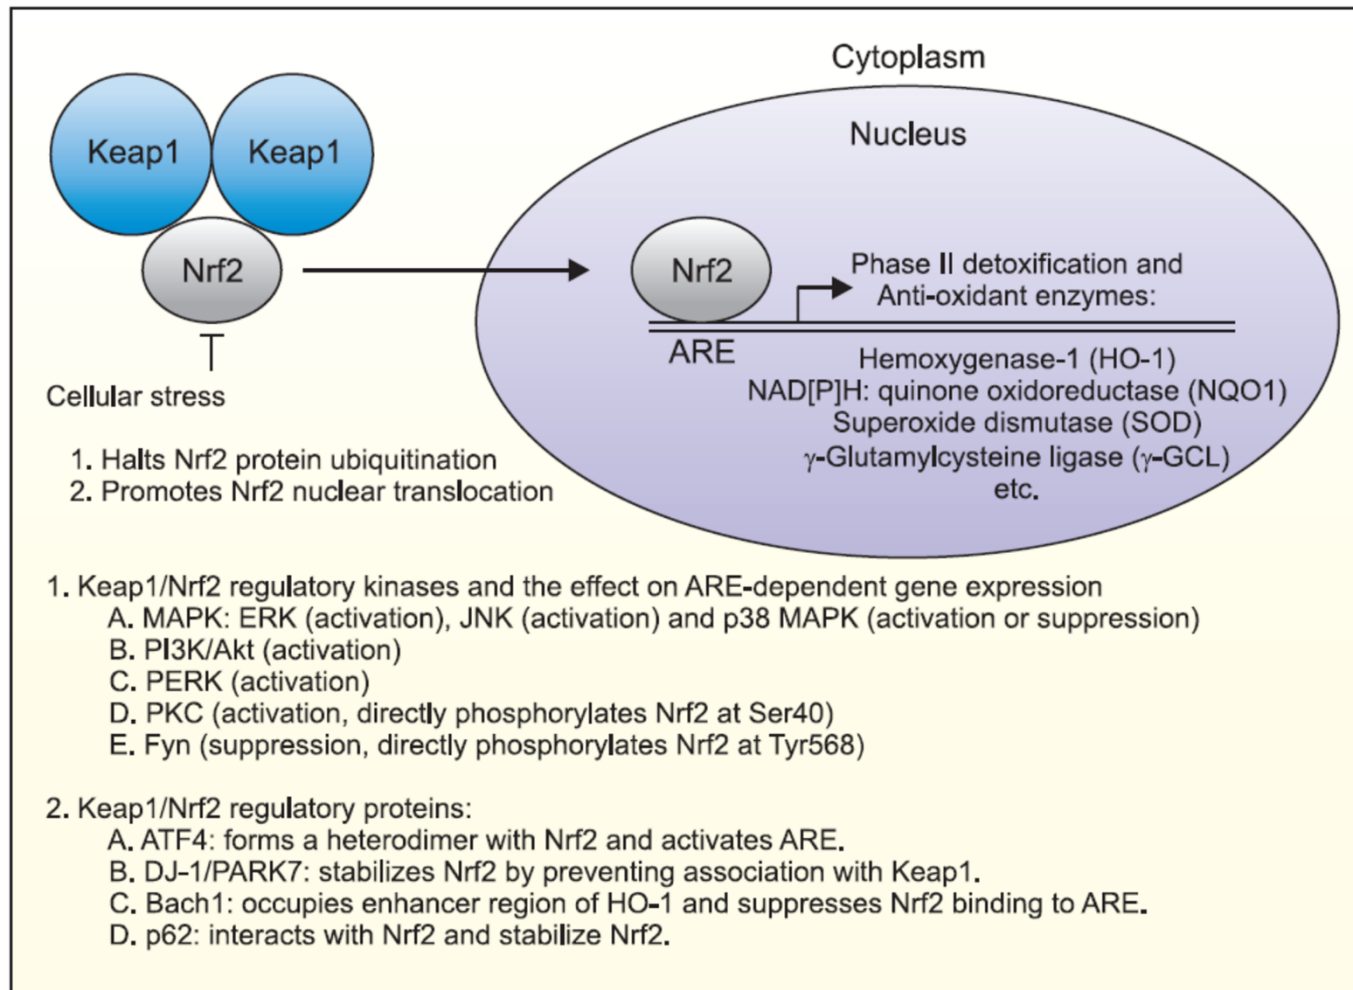 Cytoplasm
Nucleus
Keap1 Keap1
Nrf2
Nrf2
Phase II detoxification and
Anti-oxidant enzymes:
ARE
Cellular stress
Hemoxygenase-1 (HO-1)
NAD[P]H: quinone oxidoreductase (NQO1)
Superoxide dismutase (SOD)
γ-Glutamylcysteine ligase (γ-GCL)
etc.
1. Halts Nrf2 protein ubiquitination
2. Promotes Nrf2 nuclear translocation
1. Keap1/Nrf2 regulatory kinases and the effect on ARE-dependent gene expression
A. MAPK: ERK (activation), JNK (activation) and p38 MAPK (activation or suppression)
B. PI3K/Akt (activation)
C. PERK (activation)
D. PKC (activation, directly phosphorylates Nrf2 at Ser40)
E. Fyn (suppression, directly phosphorylates Nrf2 at Tyr568)
2. Keap1/Nrf2 regulatory proteins:
A. ATF4: forms a heterodimer with Nrf2 and activates ARE.
B. DJ-1/PARK7: stabilizes Nrf2 by preventing association with Keap1.
C. Bach1: occupies enhancer region of HO-1 and suppresses Nrf2 binding to ARE.
D. p62: interacts with Nrf2 and stabilize Nrf2.